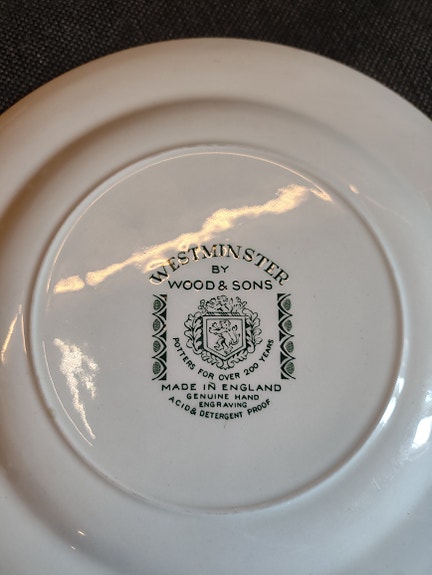 WESTMINSTER
BY
WOOD & SONS
POTTERS FOR OVER 200 YEARS
MADE IN ENGLAND
GENUINE HAND
ENGRAVING
ACID & DETERGENT PROOF